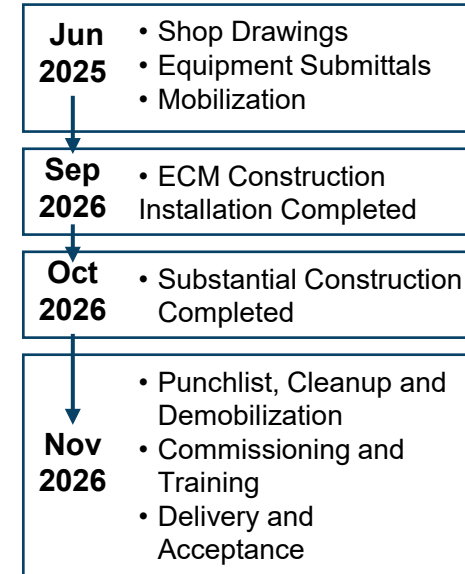 Jun
2025
• Shop Drawings
• Equipment Submittals
• Mobilization
Sep
2026
• ECM Construction
Installation Completed
Oct
2026
• Substantial Construction
Completed
Nov
2026
• Punchlist, Cleanup and
Demobilization
• Commissioning and
Training
• Delivery and
Acceptance